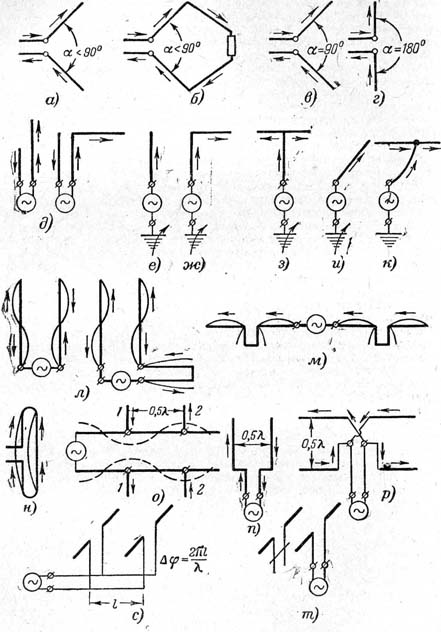 α<90° α<90° α=90° α=180°
а) б) в) г)
д) е) ж) з) и) к)
л) м)
1 0,5λ 2
0,5λ
0,5λ
1 2
н) о) п) р)
Δφ = 2πl/λ
l
с) т)